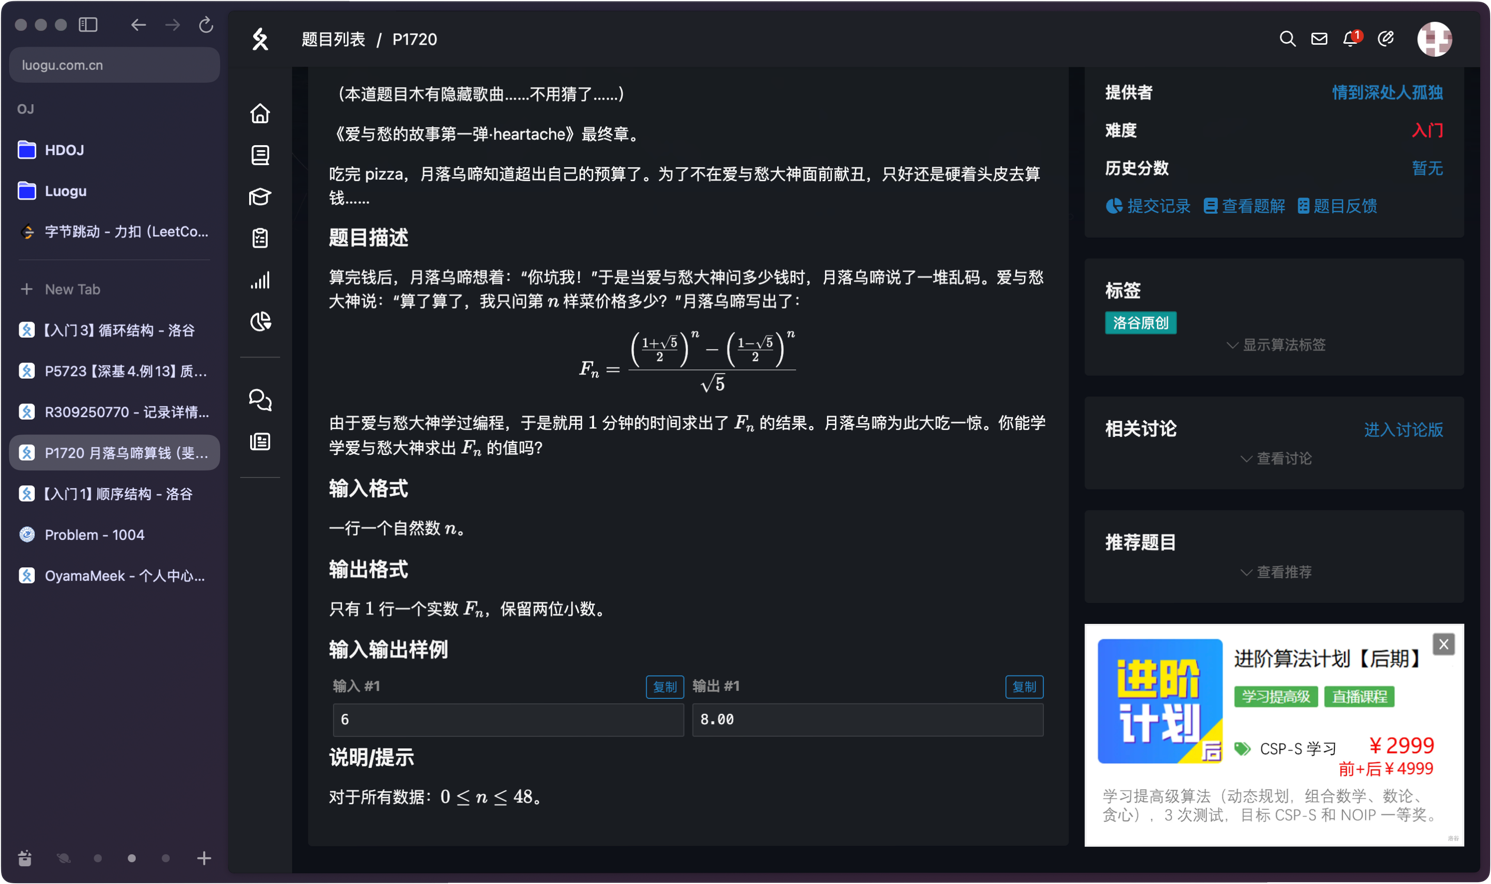 luogu.com.cn
OJ
HDOJ
Luogu
字节跳动 - 力扣 (LeetCo...
New Tab
【入门 3】循环结构 - 洛谷
P5723【深基 4.例 13】质...
R309250770 - 记录详情...
P1720 月落乌啼算钱 (斐...
【入门 1】顺序结构 - 洛谷
Problem - 1004
OyamaMeek - 个人中心...
题目列表 / P1720
1
（本道题目木有隐藏歌曲……不用猜了……）
《爱与愁的故事第一弹·heartache》最终章。
吃完 pizza，月落乌啼知道超出自己的预算了。为了不在爱与愁大神面前献丑，只好还是硬着头皮去算
钱……
题目描述
算完钱后，月落乌啼想着：“你坑我！”于是当爱与愁大神问多少钱时，月落乌啼说了一堆乱码。爱与愁
大神说：“算了算了，我只问第 n 样菜价格多少？”月落乌啼写出了：
F_n = \frac{\left(\frac{1+\sqrt{5}}{2}\right)^n - \left(\frac{1-\sqrt{5}}{2}\right)^n}{\sqrt{5}}
由于爱与愁大神学过编程，于是就用 1 分钟的时间求出了 F_n 的结果。月落乌啼为此大吃一惊。你能学
学爱与愁大神求出 F_n 的值吗？
输入格式
一行一个自然数 n。
输出格式
只有 1 行一个实数 F_n，保留两位小数。
输入输出样例
输入 #1 复制 输出 #1 复制
6 8.00
说明/提示
对于所有数据：0 ≤ n ≤ 48。
提供者 情到深处人孤独
难度 入门
历史分数 暂无
提交记录 查看题解 题目反馈
标签
洛谷原创
显示算法标签
相关讨论 进入讨论版
查看讨论
推荐题目
查看推荐
进阶
计划
后
进阶算法计划【后期】
X
学习提高级 直播课程
CSP-S 学习 ￥2999
前+后￥4999
学习提高级算法（动态规划，组合数学、数论、
贪心），3 次测试，目标 CSP-S 和 NOIP 一等奖。